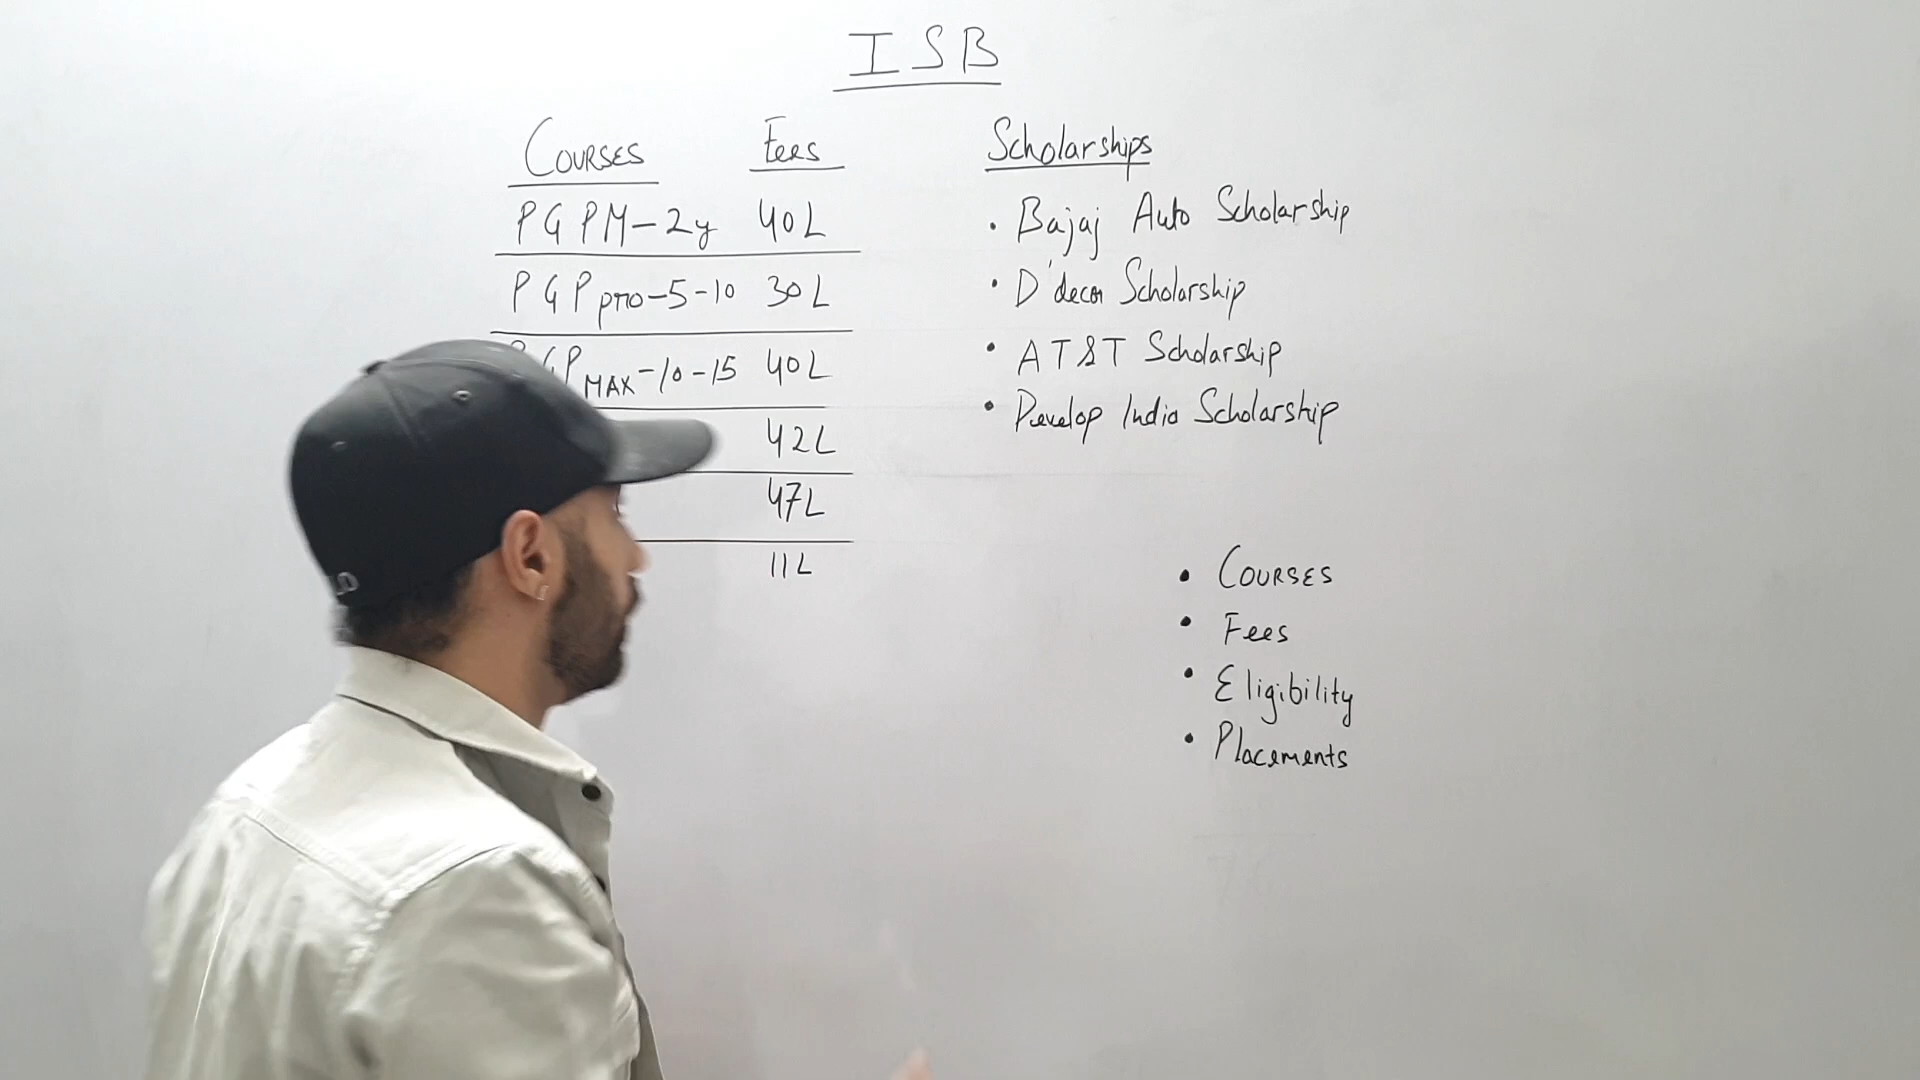 ISB
COURSES Fees
PGPM-2y 40L
PGPpro-5-10 30L
PGPMAX-10-15 40L
42L
47L
11L
Scholarships
• Bajaj Auto Scholarship
• D'decor Scholarship
• AT&T Scholarship
• Develop India Scholarship
• COURSES
• Fees
• Eligibility
• Placements